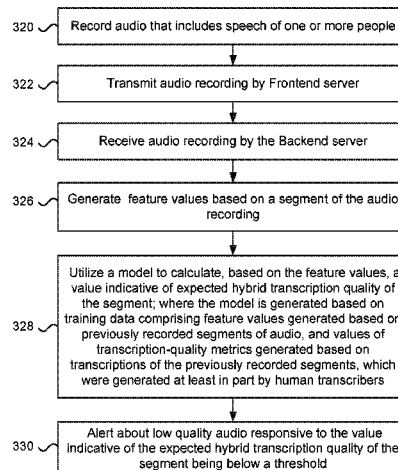 320 Record audio that includes speech of one or more people
322 Transmit audio recording by Frontend server
324 Receive audio recording by the Backend server
326 Generate feature values based on a segment of the audio
recording
Utilize a model to calculate, based on the feature values, a
value indicative of expected hybrid transcription quality of
the segment; where the model is generated based on
training data comprising feature values generated based on
328 previously recorded segments of audio, and values of
transcription-quality metrics generated based on
transcriptions of the previously recorded segments, which
were generated at least in part by human transcribers
Alert about low quality audio responsive to the value
330 indicative of the expected hybrid transcription quality of the
segment being below a threshold